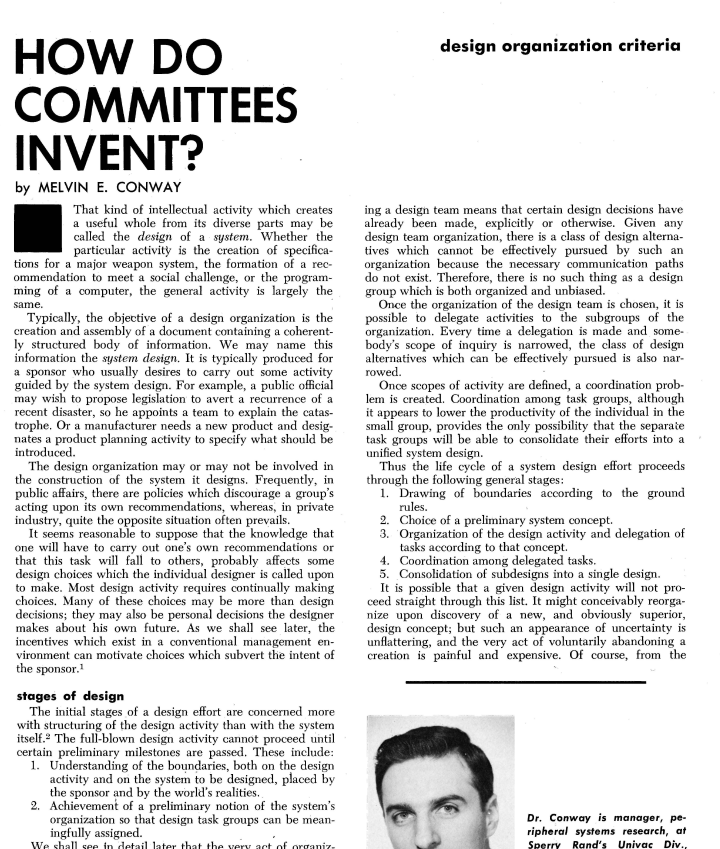 HOW DO
COMMITTEES
INVENT?
by MELVIN E. CONWAY
design organization criteria
That kind of intellectual activity which creates
a useful whole from its diverse parts may be
called the design of a system. Whether the
particular activity is the creation of specifica-
tions for a major weapon system, the formation of a rec-
ommendation to meet a social challenge, or the program-
ming of a computer, the general activity is largely the
same.
Typically, the objective of a design organization is the
creation and assembly of a document containing a coherent-
ly structured body of information. We may name this
information the system design. It is typically produced for
a sponsor who usually desires to carry out some activity
guided by the system design. For example, a public official
may wish to propose legislation to avert a recurrence of a
recent disaster, so he appoints a team to explain the catas-
trophe. Or a manufacturer needs a new product and desig-
nates a product planning activity to specify what should be
introduced.
The design organization may or may not be involved in
the construction of the system it designs. Frequently, in
public affairs, there are policies which discourage a group's
acting upon its own recommendations, whereas, in private
industry, quite the opposite situation often prevails.
It seems reasonable to suppose that the knowledge that
one will have to carry out one's own recommendations or
that this task will fall to others, probably affects some
design choices which the individual designer is called upon
to make. Most design activity requires continually making
choices. Many of these choices may be more than design
decisions; they may also be personal decisions the designer
makes about his own future. As we shall see later, the
incentives which exist in a conventional management en-
vironment can motivate choices which subvert the intent of
the sponsor.¹
stages of design
The initial stages of a design effort are concerned more
with structuring of the design activity than with the system
itself.² The full-blown design activity cannot proceed until
certain preliminary milestones are passed. These include:
1. Understanding of the boundaries, both on the design
activity and on the system to be designed, placed by
the sponsor and by the world's realities.
2. Achievement of a preliminary notion of the system's
organization so that design task groups can be mean-
ingfully assigned.
We shall see in detail later that the very act of organiz-
ing a design team means that certain design decisions have
already been made, explicitly or otherwise. Given any
design team organization, there is a class of design alterna-
tives which cannot be effectively pursued by such an
organization because the necessary communication paths
do not exist. Therefore, there is no such thing as a design
group which is both organized and unbiased.
Once the organization of the design team is chosen, it is
possible to delegate activities to the subgroups of the
organization. Every time a delegation is made and some-
body's scope of inquiry is narrowed, the class of design
alternatives which can be effectively pursued is also nar-
rowed.
Once scopes of activity are defined, a coordination prob-
lem is created. Coordination among task groups, although
it appears to lower the productivity of the individual in the
small group, provides the only possibility that the separate
task groups will be able to consolidate their efforts into a
unified system design.
Thus the life cycle of a system design effort proceeds
through the following general stages:
1. Drawing of boundaries according to the ground
rules.
2. Choice of a preliminary system concept.
3. Organization of the design activity and delegation of
tasks according to that concept.
4. Coordination among delegated tasks.
5. Consolidation of subdesigns into a single design.
It is possible that a given design activity will not pro-
ceed straight through this list. It might conceivably reorga-
nize upon discovery of a new, and obviously superior,
design concept; but such an appearance of uncertainty is
unflattering, and the very act of voluntarily abandoning a
creation is painful and expensive. Of course, from the
Dr. Conway is manager, pe-
ripheral systems research, at
Sperry Rand's Univac Div.,